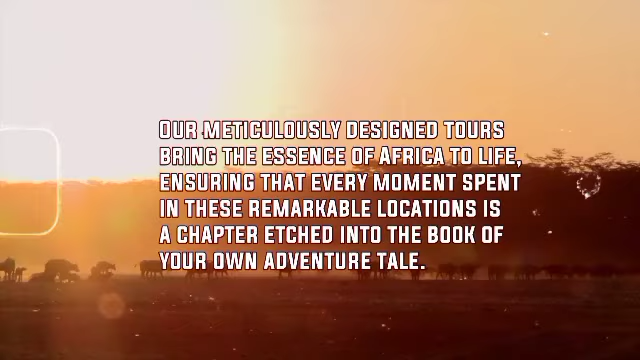 Our meticulously designed tours
bring the essence of Africa to life,
ensuring that every moment spent
in these remarkable locations is
a chapter etched into the book of
your own adventure tale.